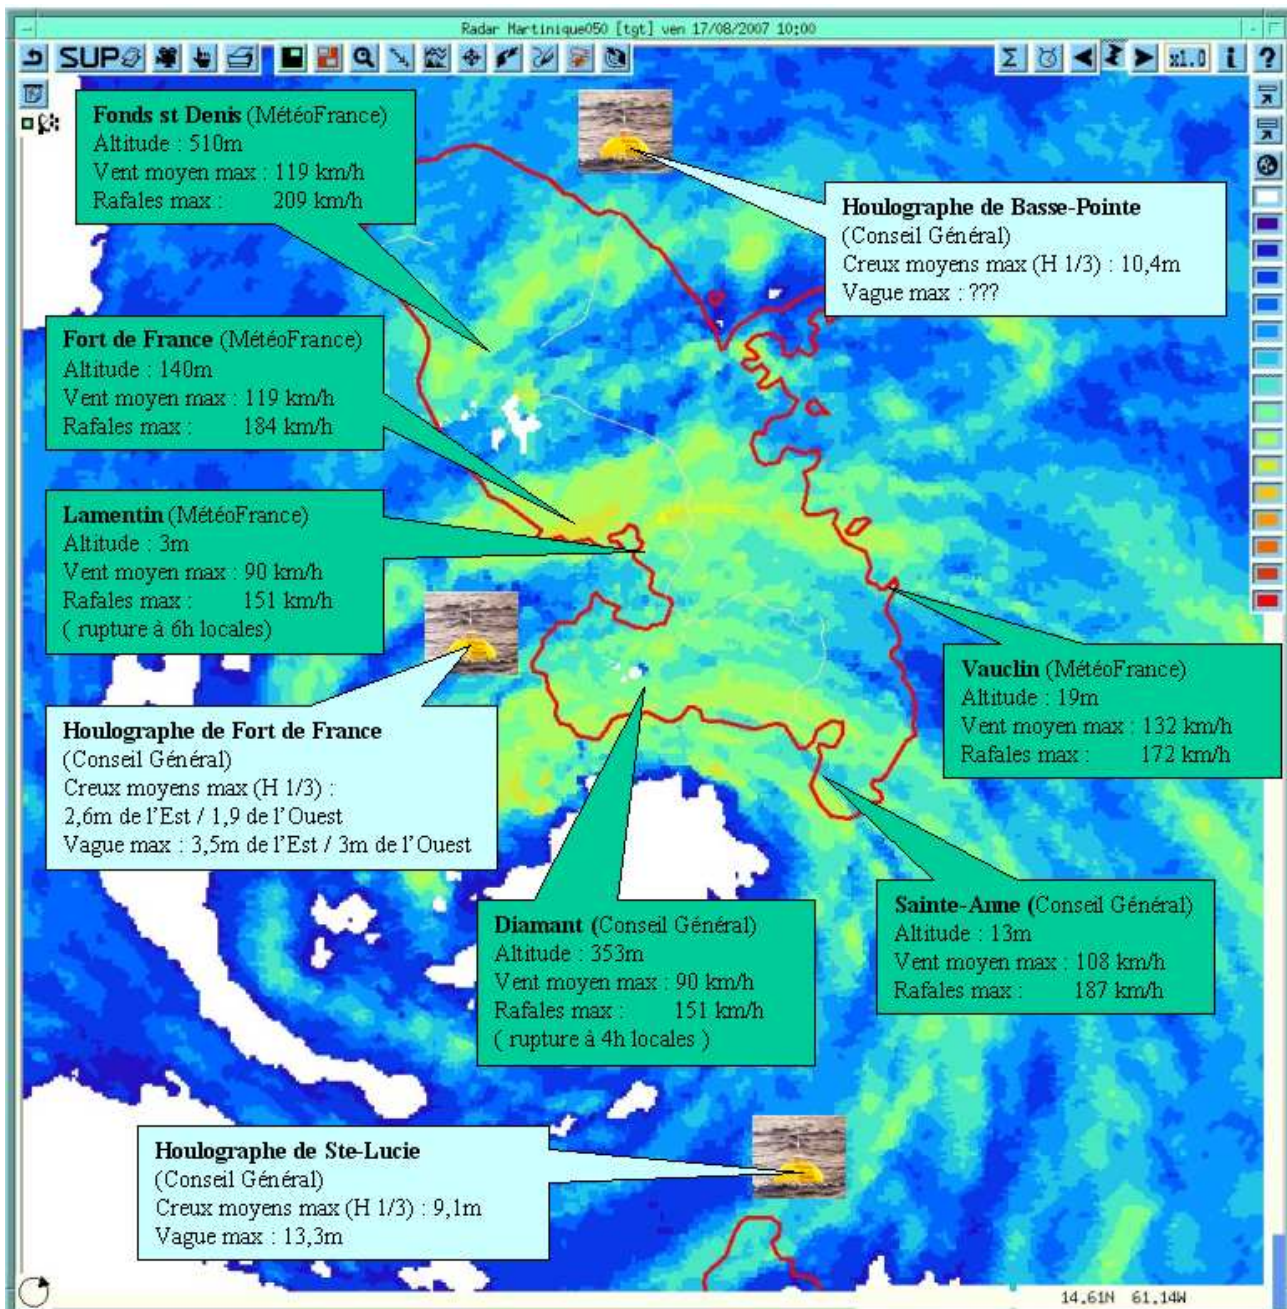 Radar Martinique050 [tgt] ven 17/08/2007 10:00
SUP
x1.0
i
?
Σ
Fonds st Denis (MétéoFrance)
Altitude : 510m
Vent moyen max : 119 km/h
Rafales max : 209 km/h
Houlographe de Basse-Pointe
(Conseil Général)
Creux moyens max (H 1/3) : 10,4m
Vague max : ???
Fort de France (MétéoFrance)
Altitude : 140m
Vent moyen max : 119 km/h
Rafales max : 184 km/h
Lamentin (MétéoFrance)
Altitude : 3m
Vent moyen max : 90 km/h
Rafales max : 151 km/h
( rupture à 6h locales)
Vauclin (MétéoFrance)
Altitude : 19m
Vent moyen max : 132 km/h
Rafales max : 172 km/h
Houlographe de Fort de France
(Conseil Général)
Creux moyens max (H 1/3) :
2,6m de l’Est / 1,9 de l’Ouest
Vague max : 3,5m de l’Est / 3m de l’Ouest
Diamant (Conseil Général)
Altitude : 353m
Vent moyen max : 90 km/h
Rafales max : 151 km/h
( rupture à 4h locales )
Sainte-Anne (Conseil Général)
Altitude : 13m
Vent moyen max : 108 km/h
Rafales max : 187 km/h
Houlographe de Ste-Lucie
(Conseil Général)
Creux moyens max (H 1/3) : 9,1m
Vague max : 13,3m
14.61N 61.14W